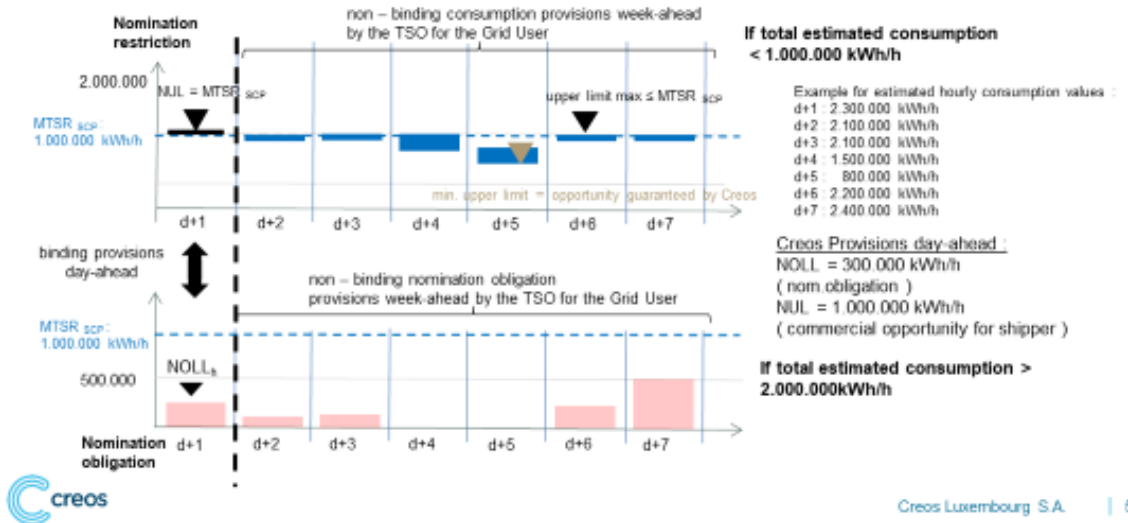 non – binding consumption provisions week-ahead
by the TSO for the Grid User
Nomination
restriction
If total estimated consumption
< 1.000.000 kWh/h
2.000.000
NUL = MTSR SCP
upper limit max ≤ MTSR SCP
MTSR SCP :
1.000.000 kWh/h
Example for estimated hourly consumption values :
d+1 : 2.300.000 kWh/h
d+2 : 2.100.000 kWh/h
d+3 : 2.100.000 kWh/h
d+4 : 1.500.000 kWh/h
d+5 : 800.000 kWh/h
d+6 : 2.200.000 kWh/h
d+7 : 2.400.000 kWh/h
min. upper limit = opportunity guaranteed by Creos
d+1 d+2 d+3 d+4 d+5 d+6 d+7
binding provisions
day-ahead
Creos Provisions day-ahead :
NOLL = 300.000 kWh/h
( nom.obligation )
NUL = 1.000.000 kWh/h
( commercial opportunity for shipper )
non – binding nomination obligation
provisions week-ahead by the TSO for the Grid User
MTSR SCP :
1.000.000 kWh/h
NOLLh
500.000
If total estimated consumption >
2.000.000kWh/h
Nomination
obligation
d+1 d+2 d+3 d+4 d+5 d+6 d+7
creos
Creos Luxembourg S.A.